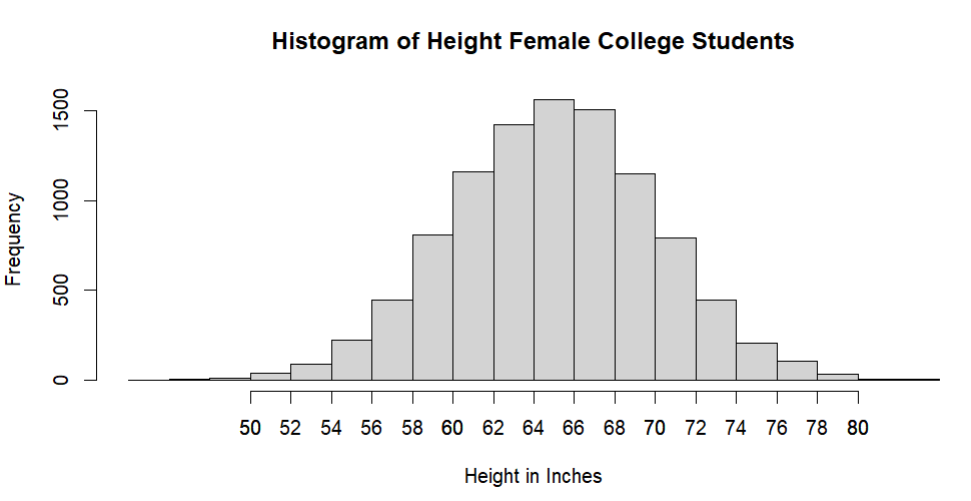 Histogram of Height Female College Students
1500
1000
500
0
Frequency
50 52 54 56 58 60 62 64 66 68 70 72 74 76 78 80
Height in Inches